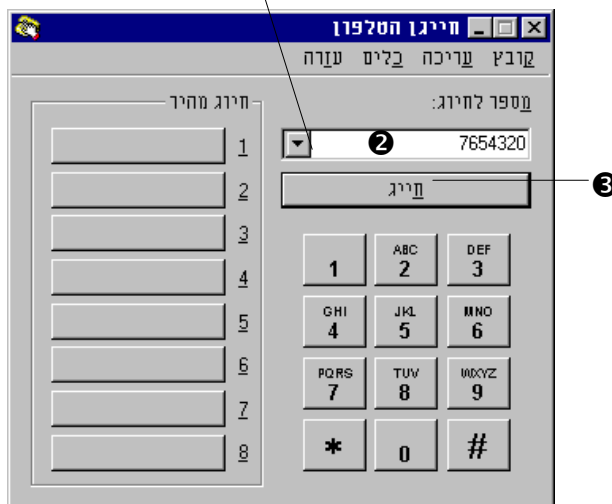 חייגן הטלפון
קובץ עריכה כלים עזרה
מספר לחיוג:
7654320
❷
חייג
❸
1
ABC 2
DEF 3
GHI 4
JKL 5
MNO 6
PQRS 7
TUV 8
WXYZ 9
*
0
#
חיוג מהיר
1
2
3
4
5
6
7
8